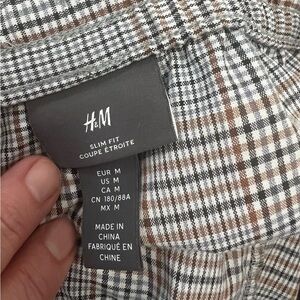 H&M
SLIM FIT
COUPE ÉTROITE
EUR M
US M
CA M
CN 180/88A
MX M
MADE IN
CHINA
FABRIQUÉ EN
CHINE